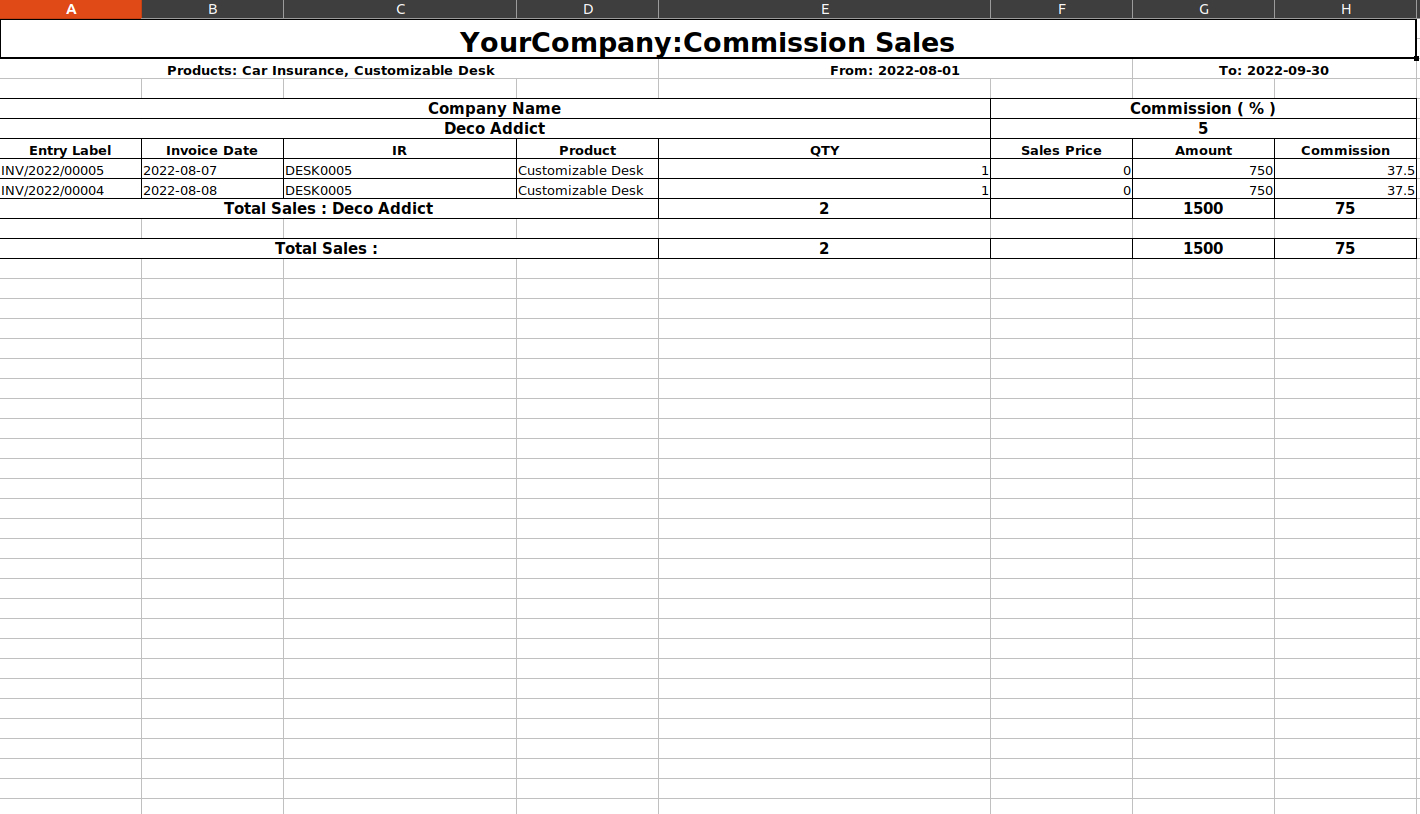 A B C D E F G H
YourCompany:Commission Sales
Products: Car Insurance, Customizable Desk From: 2022-08-01 To: 2022-09-30
Company Name Commission ( % )
Deco Addict 5
Entry Label Invoice Date IR Product QTY Sales Price Amount Commission
INV/2022/00005 2022-08-07 DESK0005 Customizable Desk 1 0 750 37.5
INV/2022/00004 2022-08-08 DESK0005 Customizable Desk 1 0 750 37.5
Total Sales : Deco Addict 2 1500 75
Total Sales : 2 1500 75